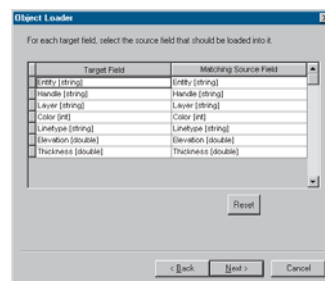 Object Loader
For each target field, select the source field that should be loaded into it.
Target Field Matching Source Field
Entity [string] Entity [string]
Handle [string] Handle [string]
Layer [string] Layer [string]
Color [int] Color [int]
Linetype [string] Linetype [string]
Elevation [double] Elevation [double]
Thickness [double] Thickness [double]
Reset
< Back Next > Cancel